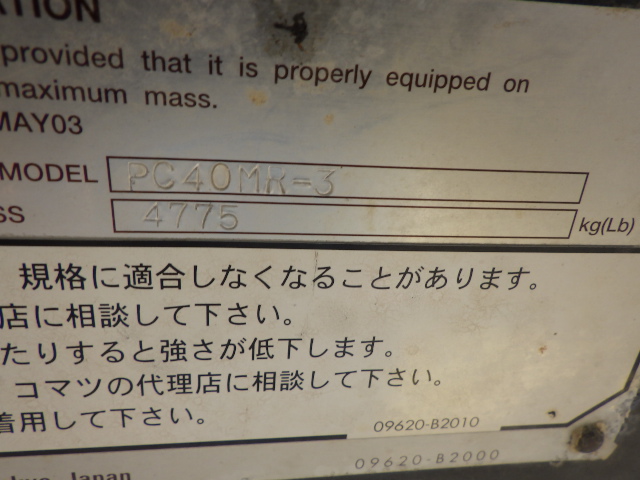 ATION
provided that it is properly equipped on
maximum mass.
MAY03
MODEL PC40MR-3
SS 4775 kg(Lb)
規格に適合しなくなることがあります。
店に相談して下さい。
たりすると強さが低下します。
コマツの代理店に相談して下さい。
着用して下さい。
09620-B2010
09620-B2000
Japan